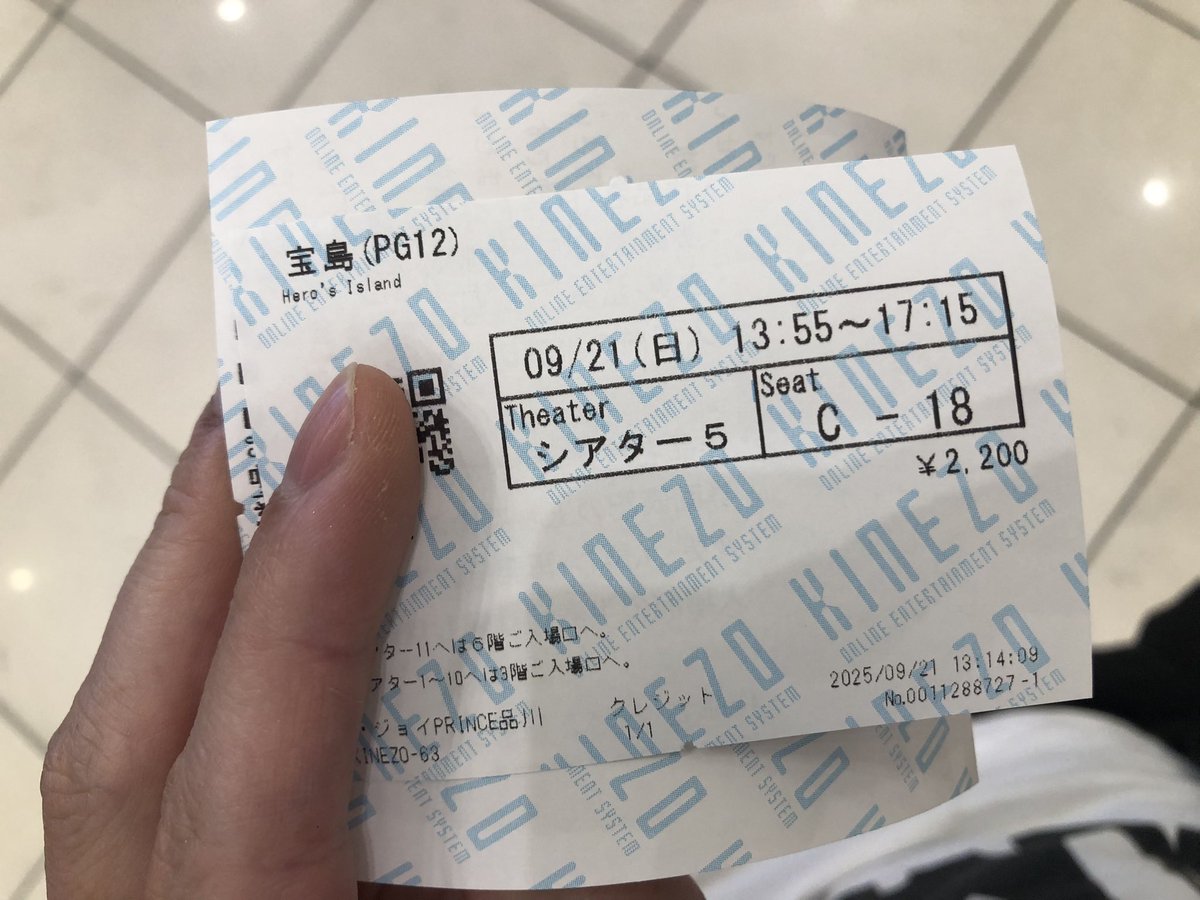 宝島(PG12)
Hero's Island
09/21(日) 13:55～17:15
Theater
シアター5
Seat
C - 18
¥2,200
ター11へは6階ご入場口へ。
アター1～10へは3階ご入場口へ。
・ジョイPRINCE品川
クレジット
KINEZO-63
1/1
2025/09/21 13:14:09
No.0011288727-1
KINEZO
ONLINE ENTERTAINMENT SYSTEM